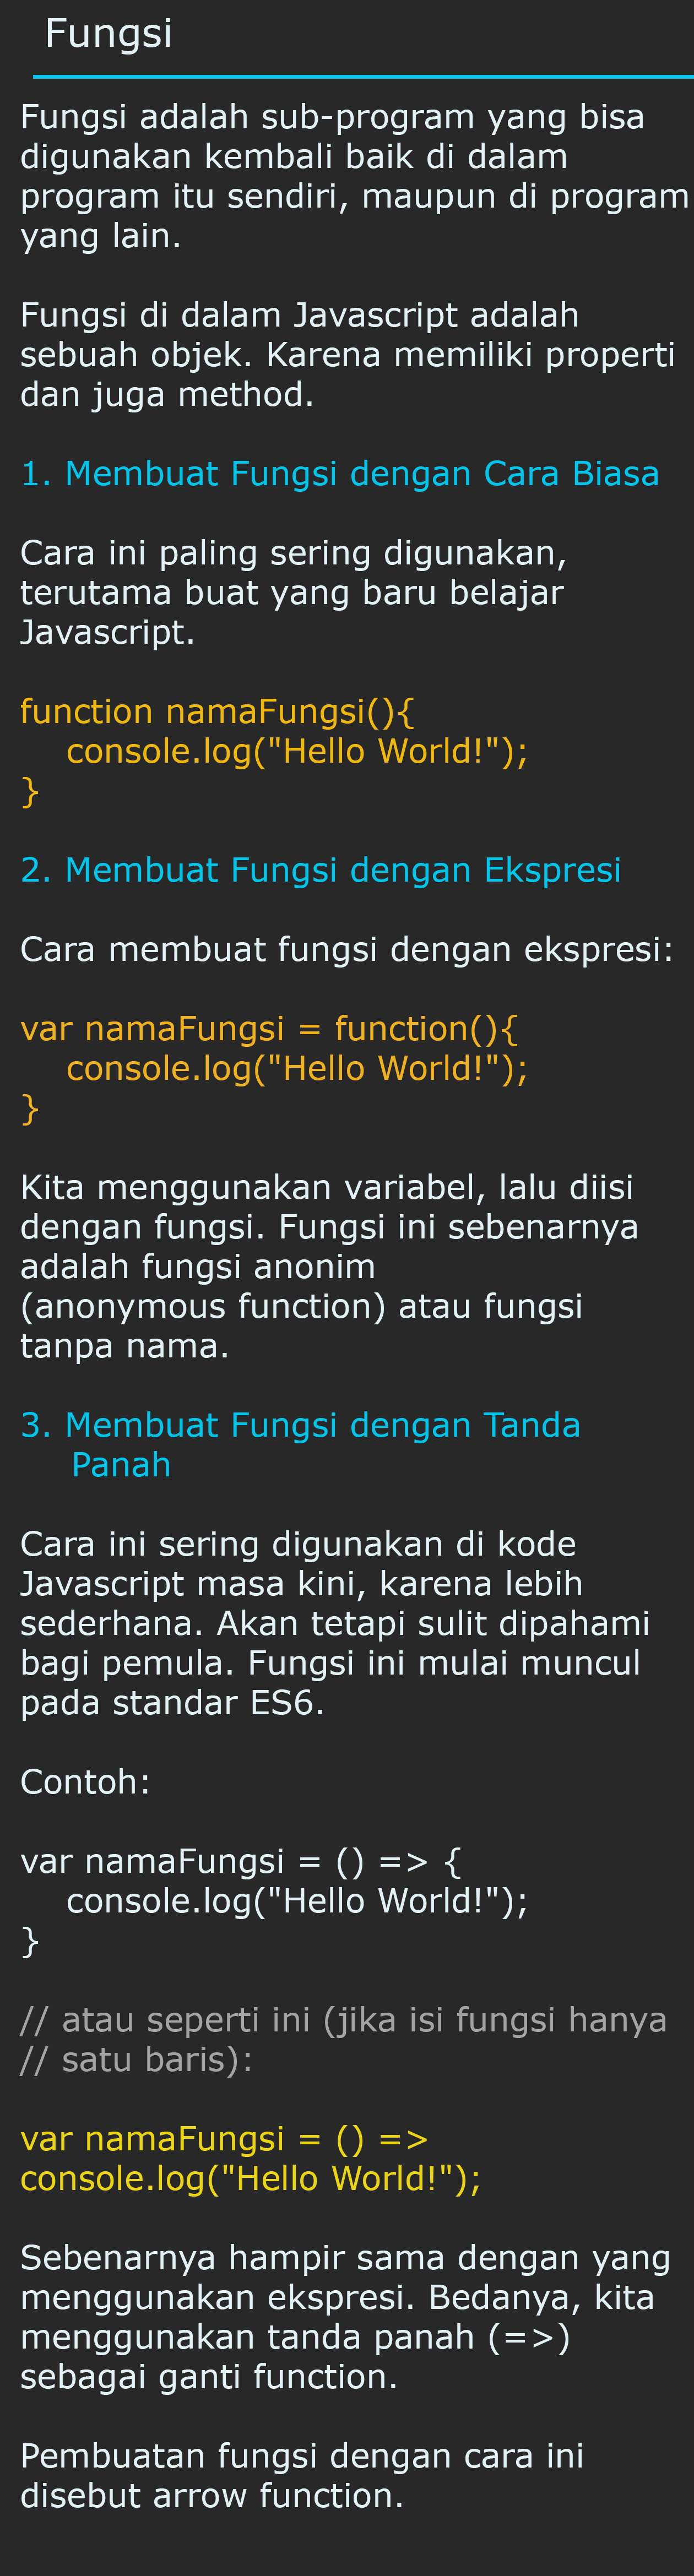 Fungsi
Fungsi adalah sub-program yang bisa
digunakan kembali baik di dalam
program itu sendiri, maupun di program
yang lain.
Fungsi di dalam Javascript adalah
sebuah objek. Karena memiliki properti
dan juga method.
1. Membuat Fungsi dengan Cara Biasa
Cara ini paling sering digunakan,
terutama buat yang baru belajar
Javascript.
function namaFungsi(){
    console.log("Hello World!");
}
2. Membuat Fungsi dengan Ekspresi
Cara membuat fungsi dengan ekspresi:
var namaFungsi = function(){
    console.log("Hello World!");
}
Kita menggunakan variabel, lalu diisi
dengan fungsi. Fungsi ini sebenarnya
adalah fungsi anonim
(anonymous function) atau fungsi
tanpa nama.
3. Membuat Fungsi dengan Tanda
Panah
Cara ini sering digunakan di kode
Javascript masa kini, karena lebih
sederhana. Akan tetapi sulit dipahami
bagi pemula. Fungsi ini mulai muncul
pada standar ES6.
Contoh:
var namaFungsi = () => {
    console.log("Hello World!");
}
// atau seperti ini (jika isi fungsi hanya
// satu baris):
var namaFungsi = () =>
console.log("Hello World!");
Sebenarnya hampir sama dengan yang
menggunakan ekspresi. Bedanya, kita
menggunakan tanda panah (=>)
sebagai ganti function.
Pembuatan fungsi dengan cara ini
disebut arrow function.